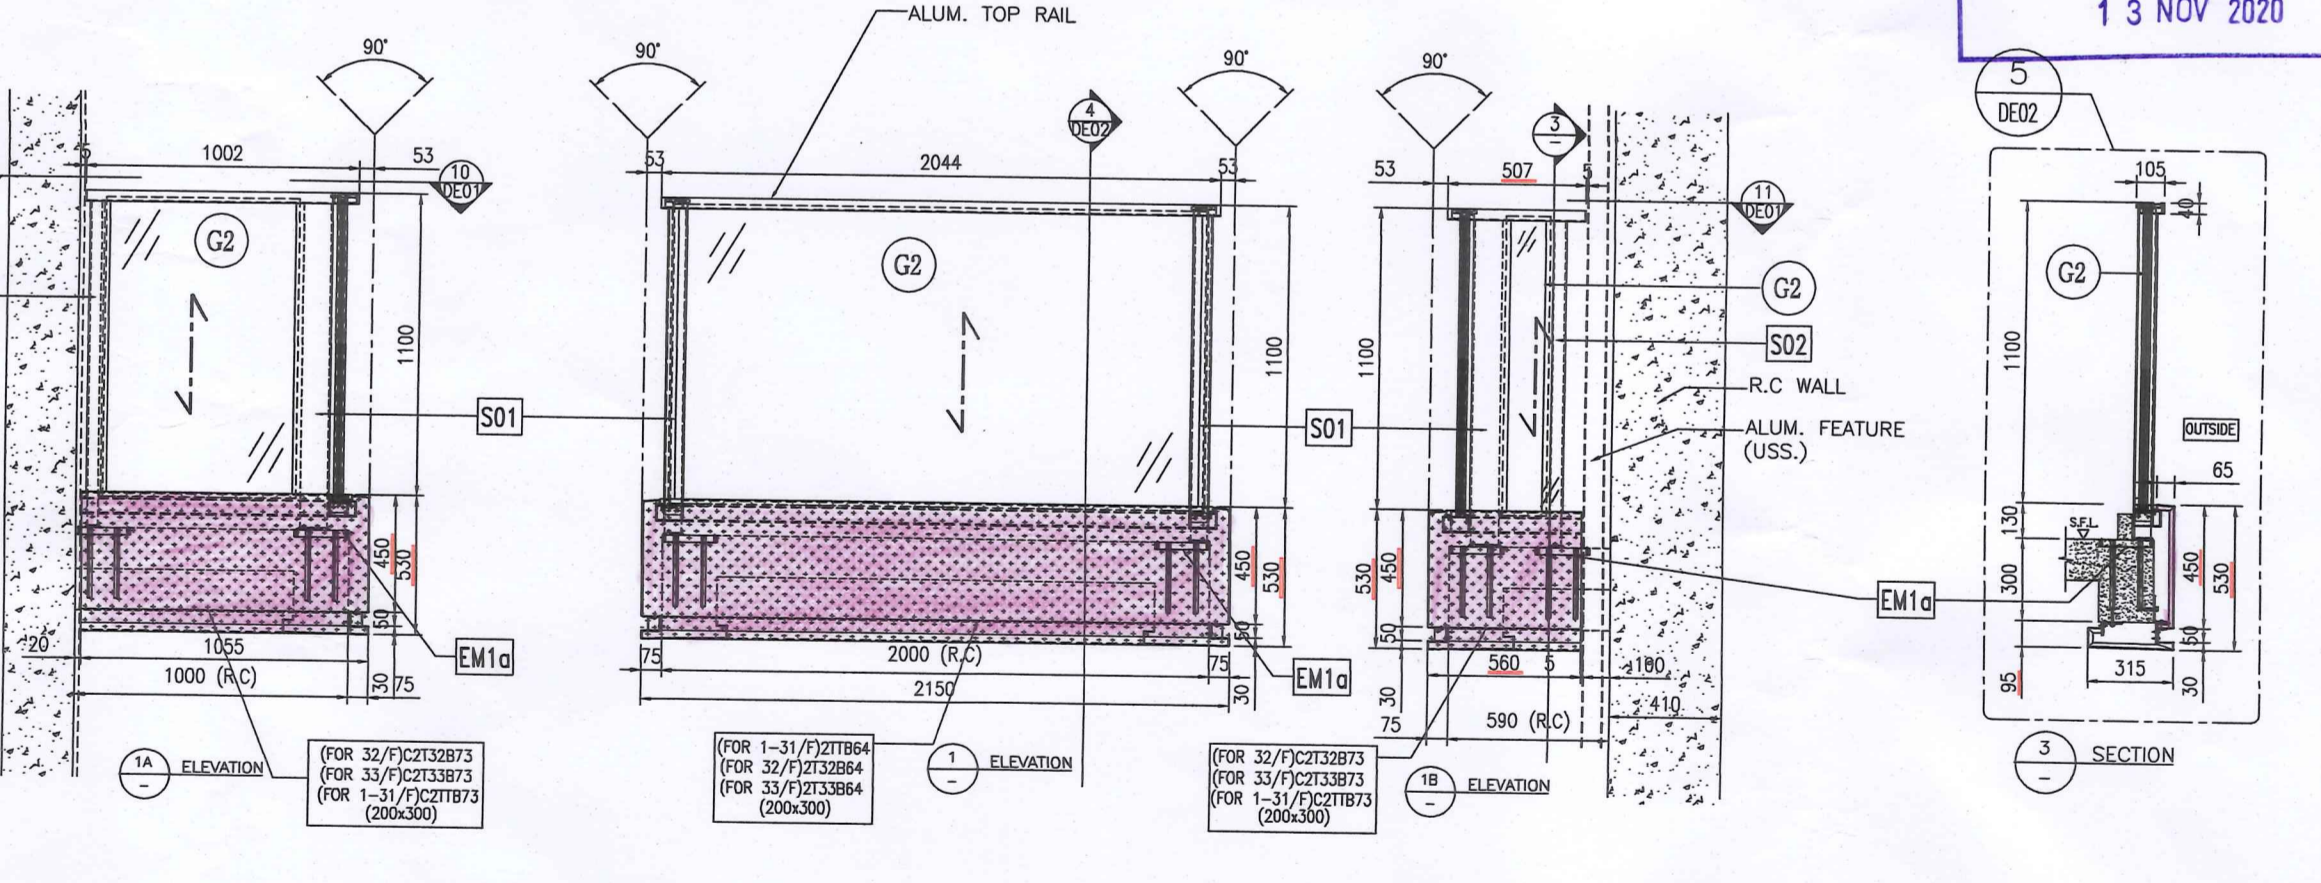 13 NOV 2020
ALUM. TOP RAIL
90°
90°
90°
90°
5
1002
53
10
DE01
G2
1100
S01
450
530
50
20
1055
1000 (R.C)
30
75
EM1a
1A
-
ELEVATION
(FOR 32/F)C2T32B73
(FOR 33/F)C2T33B73
(FOR 1-31/F)C2TTB73
(200x300)
53
2044
53
4
DE02
G2
1100
450
530
50
75
2000 (R.C)
75
2150
30
EM1a
(FOR 1-31/F)2TTB64
(FOR 32/F)2T32B64
(FOR 33/F)2T33B64
(200x300)
1
-
ELEVATION
53
507
5
3
-
11
DE01
1100
G2
S02
R.C WALL
ALUM. FEATURE
(USS.)
S01
530
450
50
30
560
5
100
75
590 (R.C)
410
EM1a
(FOR 32/F)C2T32B73
(FOR 33/F)C2T33B73
(FOR 1-31/F)C2TTB73
(200x300)
1B
-
ELEVATION
5
DE02
105
40
G2
1100
OUTSIDE
65
130
S.F.L.
300
450
530
50
95
315
30
3
-
SECTION